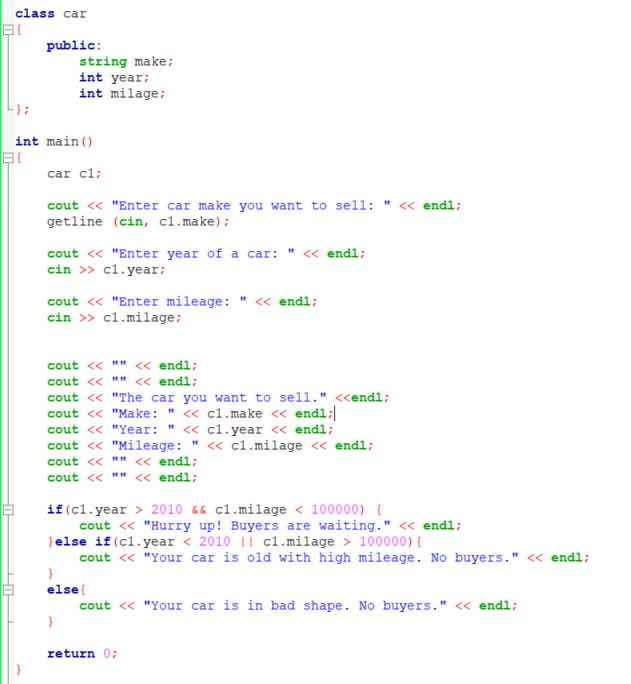 class car
{
    public:
        string make;
        int year;
        int milage;
};

int main()
{
    car c1;

    cout << "Enter car make you want to sell: " << endl;
    getline (cin, c1.make);

    cout << "Enter year of a car: " << endl;
    cin >> c1.year;

    cout << "Enter mileage: " << endl;
    cin >> c1.milage;


    cout << "" << endl;
    cout << "" << endl;
    cout << "The car you want to sell." <<endl;
    cout << "Make: " << c1.make << endl;
    cout << "Year: " << c1.year << endl;
    cout << "Mileage: " << c1.milage << endl;
    cout << "" << endl;
    cout << "" << endl;

    if(c1.year > 2010 && c1.milage < 100000) {
        cout << "Hurry up! Buyers are waiting." << endl;
    }else if(c1.year < 2010 || c1.milage > 100000){
        cout << "Your car is old with high mileage. No buyers." << endl;
    }
    else{
        cout << "Your car is in bad shape. No buyers." << endl;
    }

    return 0;
}